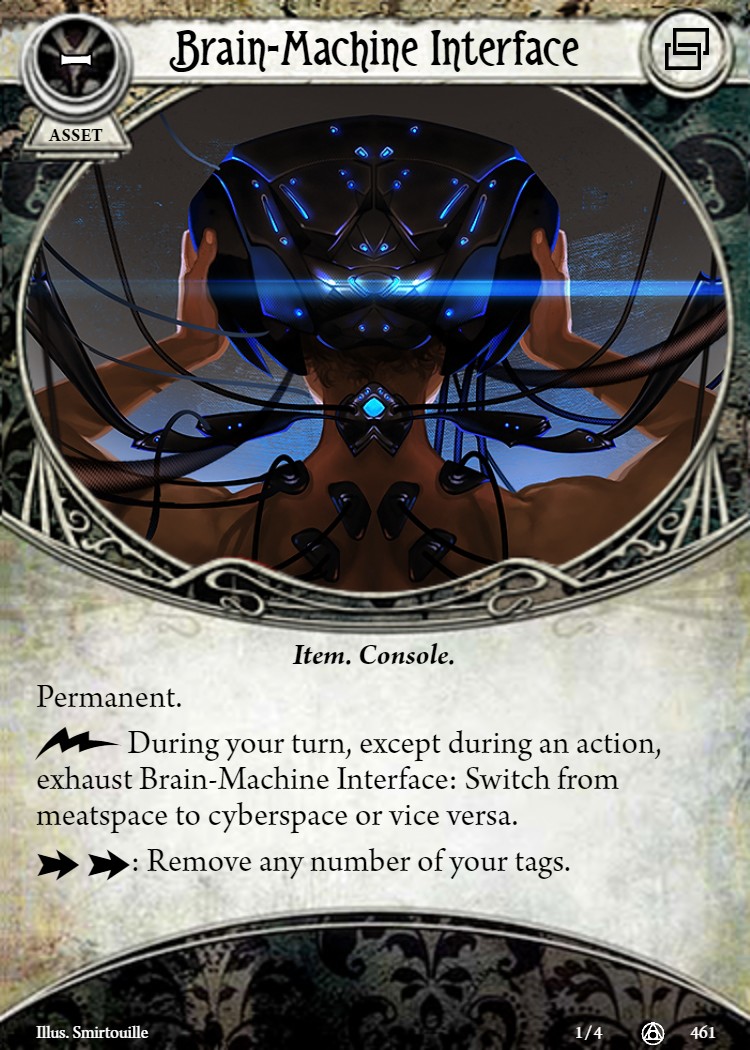 Brain-Machine Interface
ASSET
–
Item. Console.
Permanent.
During your turn, except during an action,
exhaust Brain-Machine Interface: Switch from
meatspace to cyberspace or vice versa.
: Remove any number of your tags.
Illus. Smirtouille
1/4
461